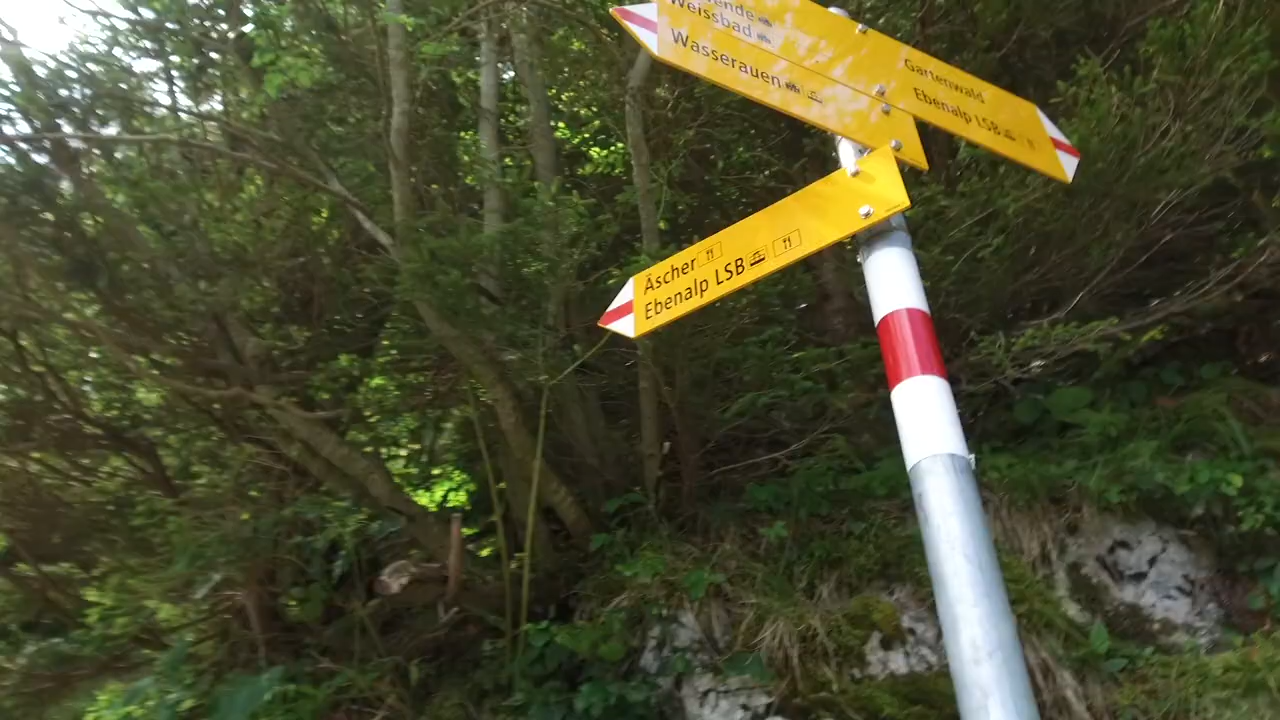 Weissbad
Wasserauen
Gartenwald
Ebenalp LSB
Äscher
Ebenalp LSB